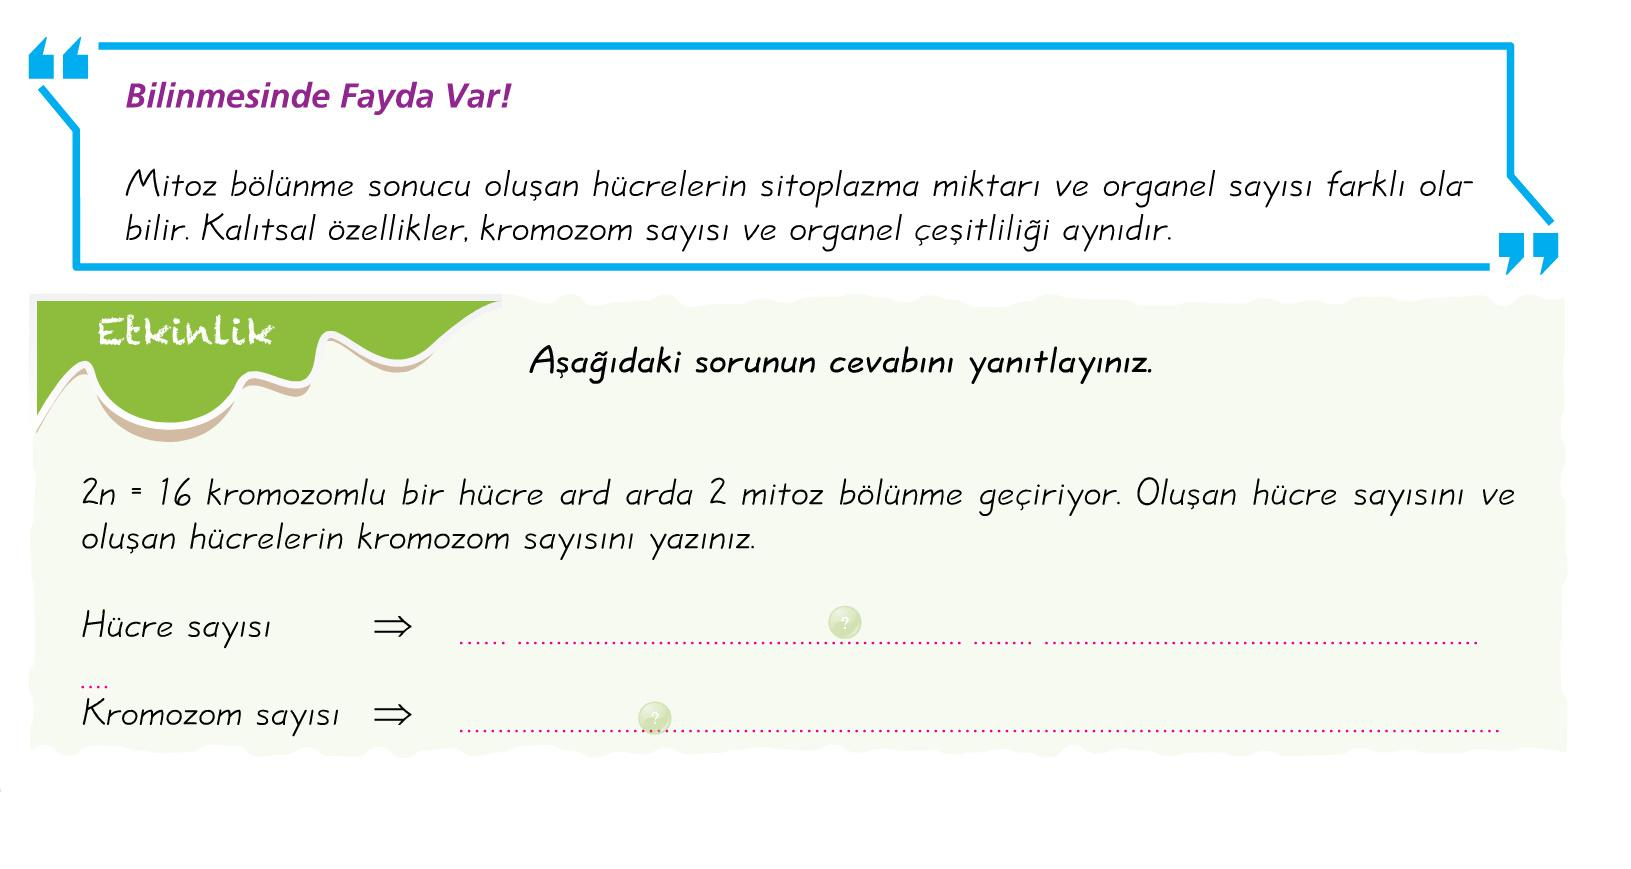 Bilinmesinde Fayda Var!
Mitoz bölünme sonucu oluşan hücrelerin sitoplazma miktarı ve organel sayısı farklı ola-
bilir. Kalıtsal özellikler, kromozom sayısı ve organel çeşitliliği aynıdır.
Etkinlik
Aşağıdaki sorunun cevabını yanıtlayınız.
2n = 16 kromozomlu bir hücre ard arda 2 mitoz bölünme geçiriyor. Oluşan hücre sayısını ve
oluşan hücrelerin kromozom sayısını yazınız.
Hücre sayısı ⇒ ...... ........................................................ ........ .......................................................
?
....
Kromozom sayısı ⇒ ....................................................................................................................................
?